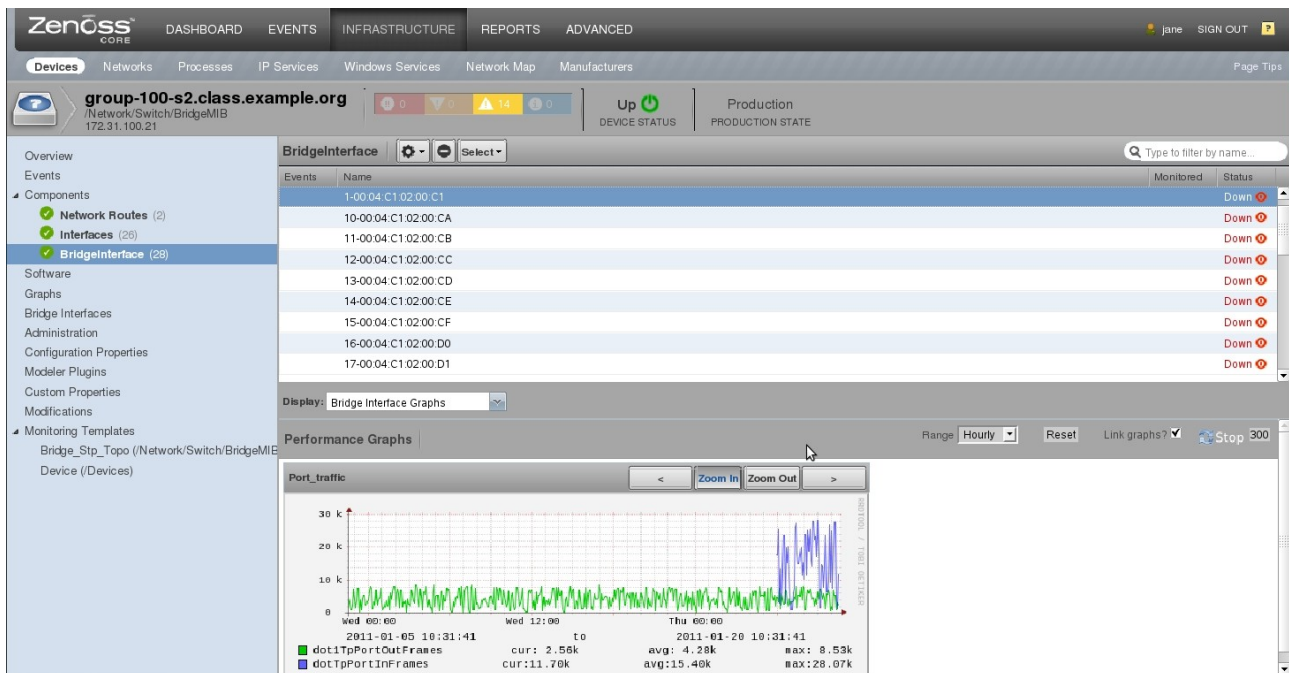 Zenoss
CORE
DASHBOARD EVENTS INFRASTRUCTURE REPORTS ADVANCED
jane SIGN OUT ?
Devices Networks Processes IP Services Windows Services Network Map Manufacturers
Page Tips
group-100-s2.class.example.org
/Network/Switch/BridgeMIB
172.31.100.21
0 0 14 0
Up
DEVICE STATUS
Production
PRODUCTION STATE
Overview
Events
Components
Network Routes (2)
Interfaces (26)
BridgeInterface (28)
Software
Graphs
Bridge Interfaces
Administration
Configuration Properties
Modeler Plugins
Custom Properties
Modifications
Monitoring Templates
Bridge_Stp_Topo (/Network/Switch/BridgeMIB
Device (/Devices)
BridgeInterface Select
Type to filter by name...
Events Name Monitored Status
1-00:04:C1:02:00:C1 Down
10-00:04:C1:02:00:CA Down
11-00:04:C1:02:00:CB Down
12-00:04:C1:02:00:CC Down
13-00:04:C1:02:00:CD Down
14-00:04:C1:02:00:CE Down
15-00:04:C1:02:00:CF Down
16-00:04:C1:02:00:D0 Down
17-00:04:C1:02:00:D1 Down
Display: Bridge Interface Graphs
Performance Graphs
Range Hourly Reset Link graphs? Stop 300
Port_traffic
< Zoom In Zoom Out >
30 k
20 k
10 k
0
Wed 00:00 Wed 12:00 Thu 00:00
2011-01-05 10:31:41 to 2011-01-20 10:31:41
dot1TpPortOutFrames cur: 2.56k avg: 4.28k max: 8.53k
dotTpPortInFrames cur:11.70k avg:15.40k max:28.07k
RRDTOOL / TOBI OETIKER